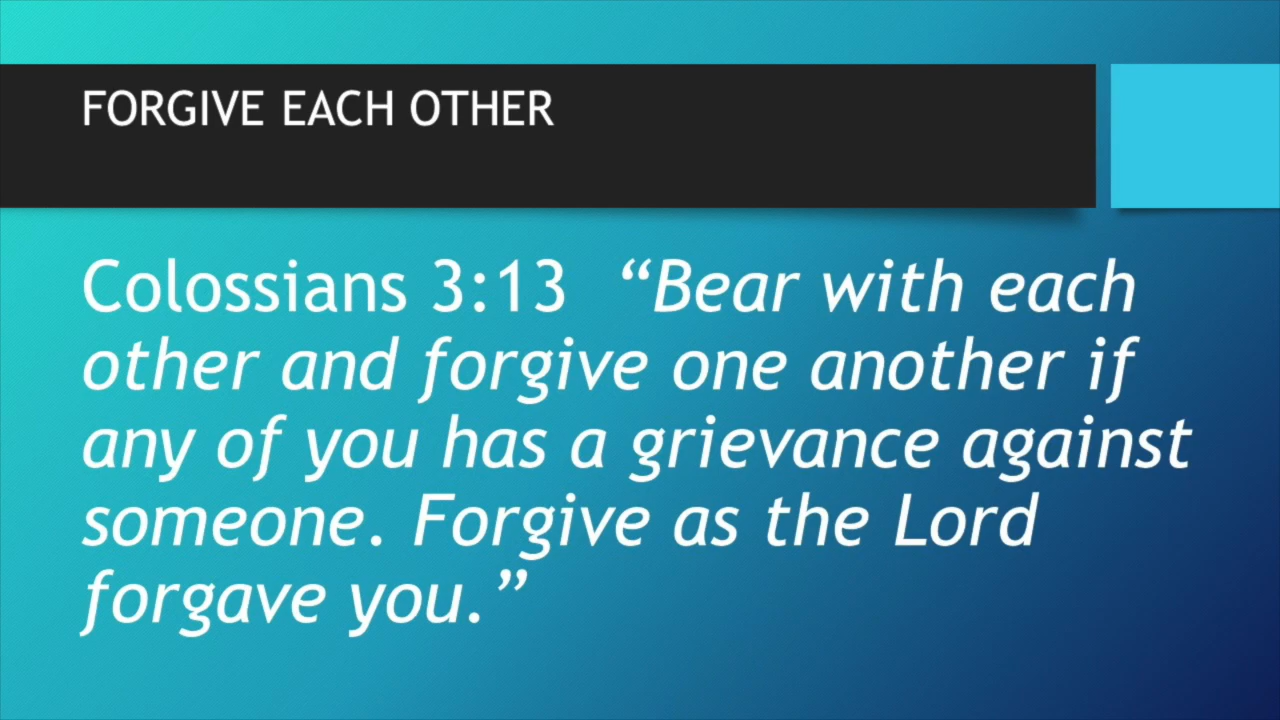 FORGIVE EACH OTHER
Colossians 3:13 “Bear with each
other and forgive one another if
any of you has a grievance against
someone. Forgive as the Lord
forgave you.”